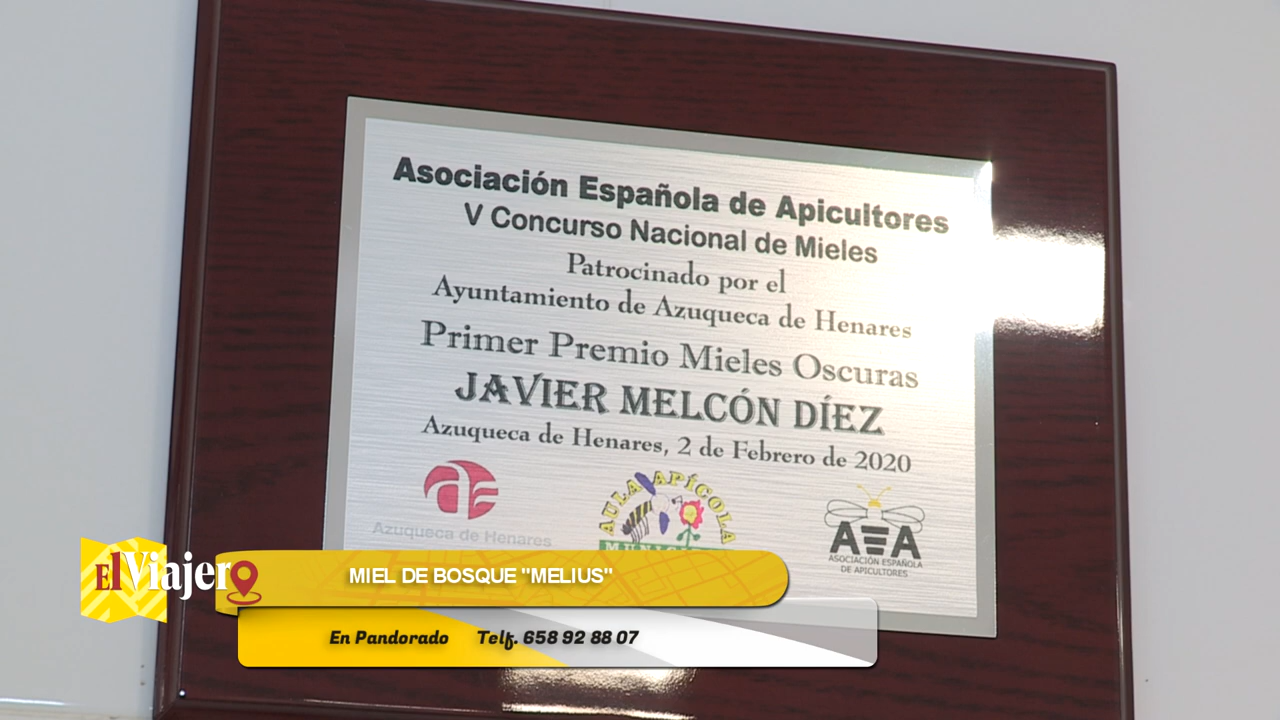 Asociación Española de Apicultores
V Concurso Nacional de Mieles
Patrocinado por el
Ayuntamiento de Azuqueca de Henares
Primer Premio Mieles Oscuras
JAVIER MELCÓN DÍEZ
Azuqueca de Henares, 2 de Febrero de 2020
Azuqueca de Henares
AULA APÍCOLA
AEA
ASOCIACIÓN ESPAÑOLA
DE APICULTORES
El Viajero
MIEL DE BOSQUE "MELIUS"
En Pandorado Telf. 658 92 88 07